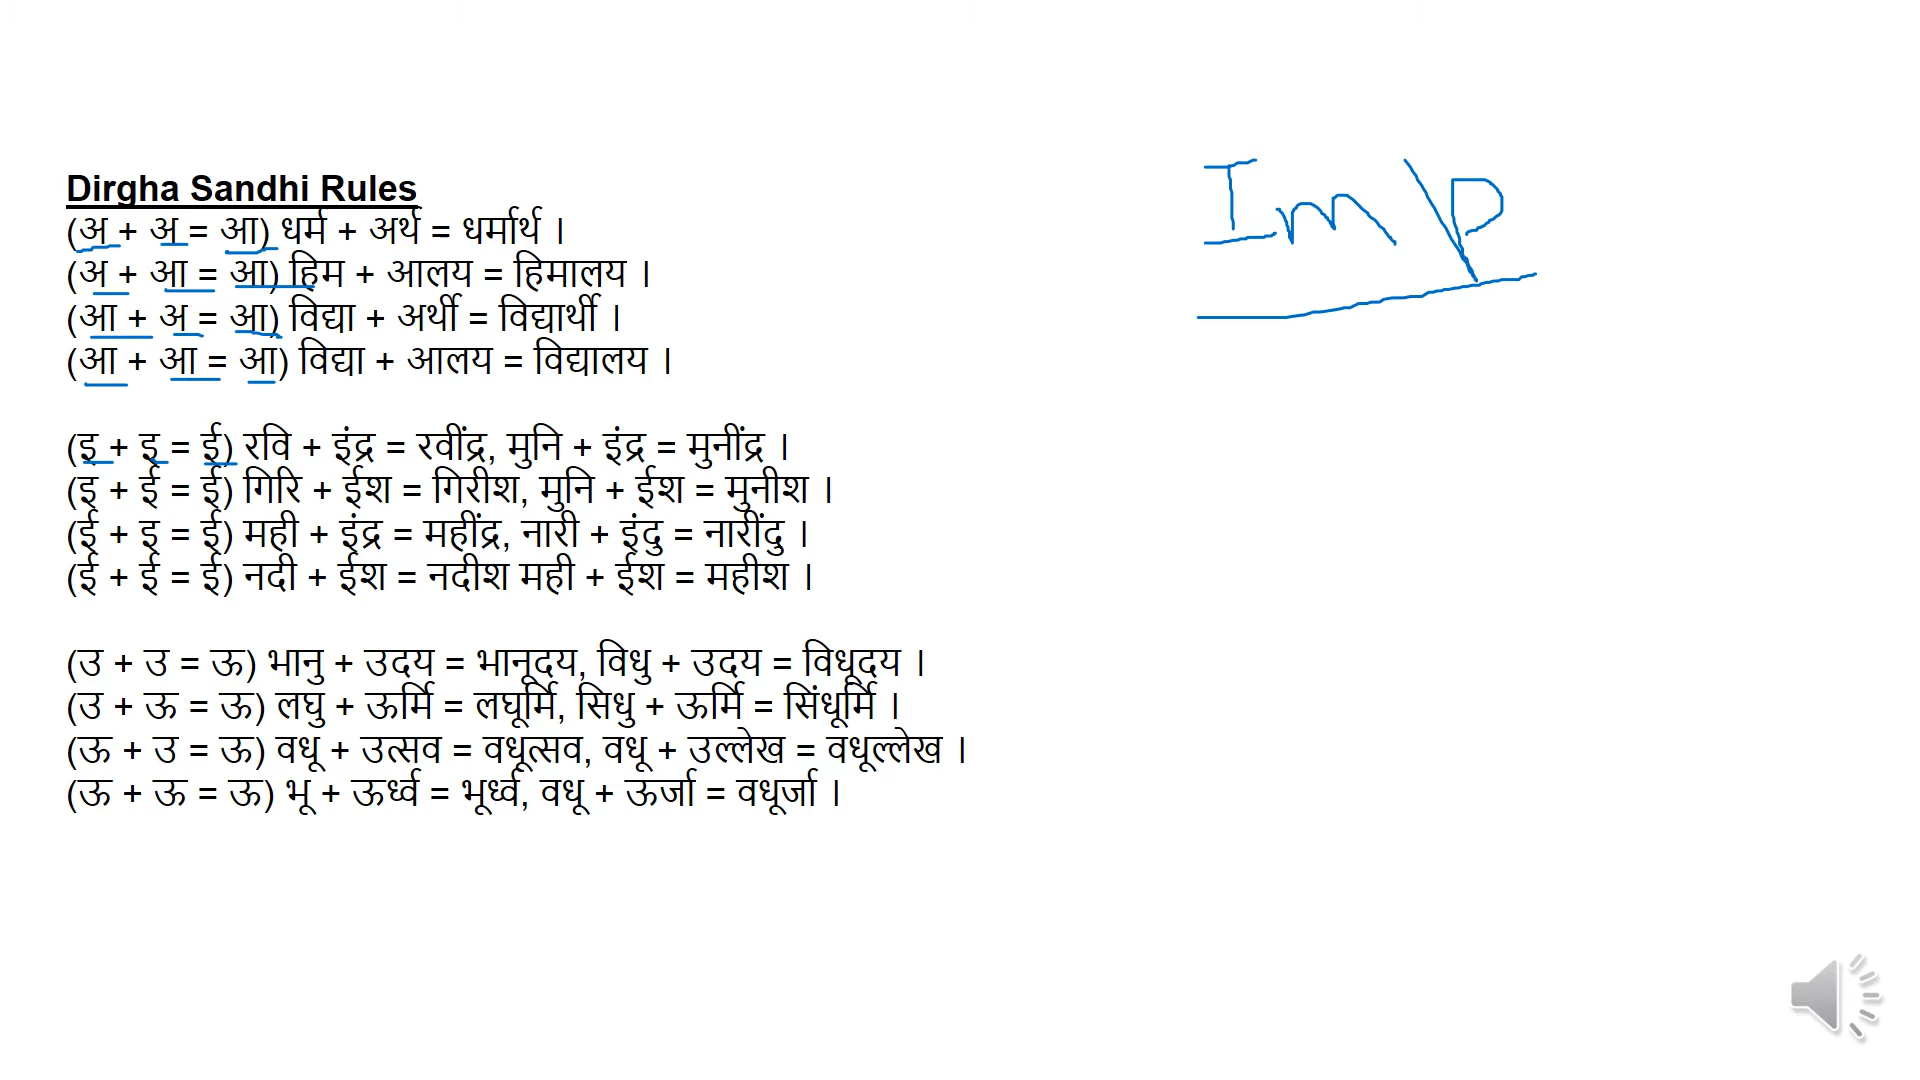 Dirgha Sandhi Rules
(अ + अ = आ) धर्म + अर्थ = धर्मार्थ ।
(अ + आ = आ) हिम + आलय = हिमालय ।
(आ + अ = आ) विद्या + अर्थी = विद्यार्थी ।
(आ + आ = आ) विद्या + आलय = विद्यालय ।
(इ + इ = ई) रवि + इंद्र = रवींद्र, मुनि + इंद्र = मुनींद्र ।
(इ + ई = ई) गिरि + ईश = गिरीश, मुनि + ईश = मुनीश ।
(ई + इ = ई) मही + इंद्र = महींद्र, नारी + इंदु = नारींदु ।
(ई + ई = ई) नदी + ईश = नदीश मही + ईश = महीश ।
(उ + उ = ऊ) भानु + उदय = भानूदय, विधु + उदय = विधूदय ।
(उ + ऊ = ऊ) लघु + ऊर्मि = लघूर्मि, सिधु + ऊर्मि = सिंधूर्मि ।
(ऊ + उ = ऊ) वधू + उत्सव = वधूत्सव, वधू + उल्लेख = वधूल्लेख ।
(ऊ + ऊ = ऊ) भू + ऊर्ध्व = भूर्ध्व, वधू + ऊर्जा = वधूर्जा ।
Imp